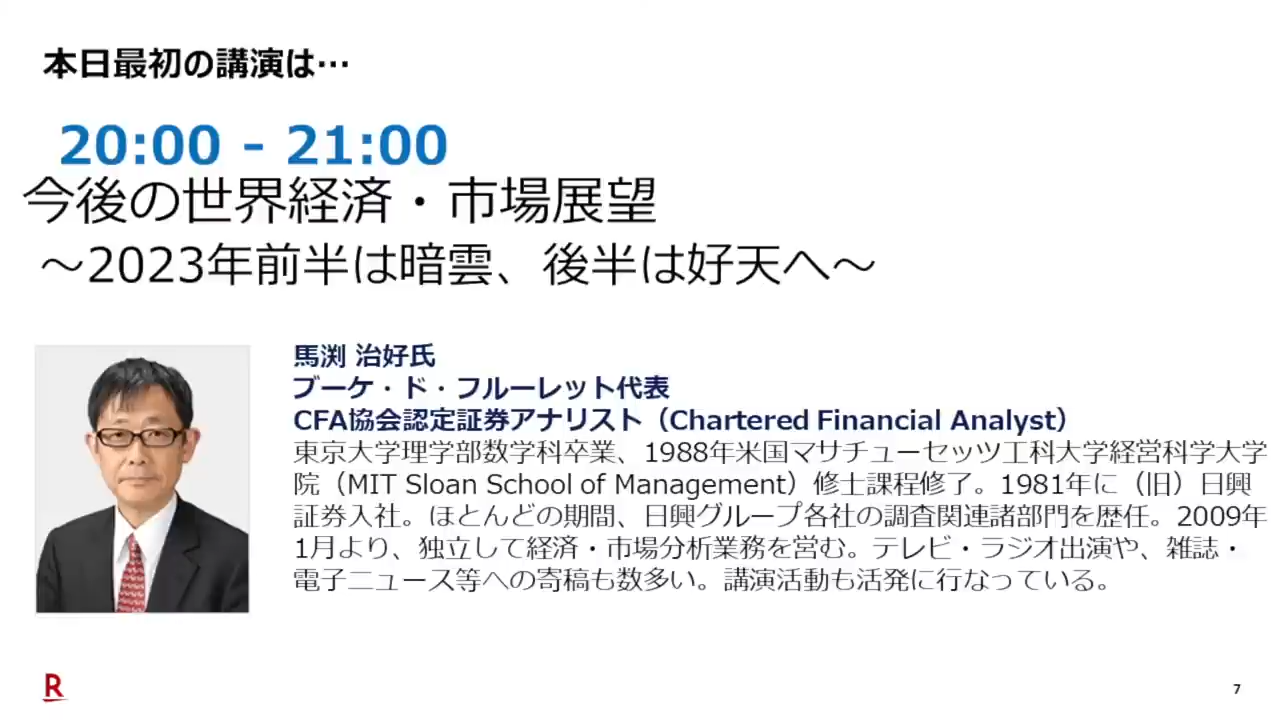 本日最初の講演は…
20:00 - 21:00
今後の世界経済・市場展望
～2023年前半は暗雲、後半は好天へ～
馬渕 治好氏
ブーケ・ド・フルーレット代表
CFA協会認定証券アナリスト（Chartered Financial Analyst）
東京大学理学部数学科卒業、1988年米国マサチューセッツ工科大学経営科学大学
院（MIT Sloan School of Management）修士課程修了。1981年に（旧）日興
証券入社。ほとんどの期間、日興グループ各社の調査関連諸部門を歴任。2009年
1月より、独立して経済・市場分析業務を営む。テレビ・ラジオ出演や、雑誌・
電子ニュース等への寄稿も数多い。講演活動も活発に行なっている。
R
7